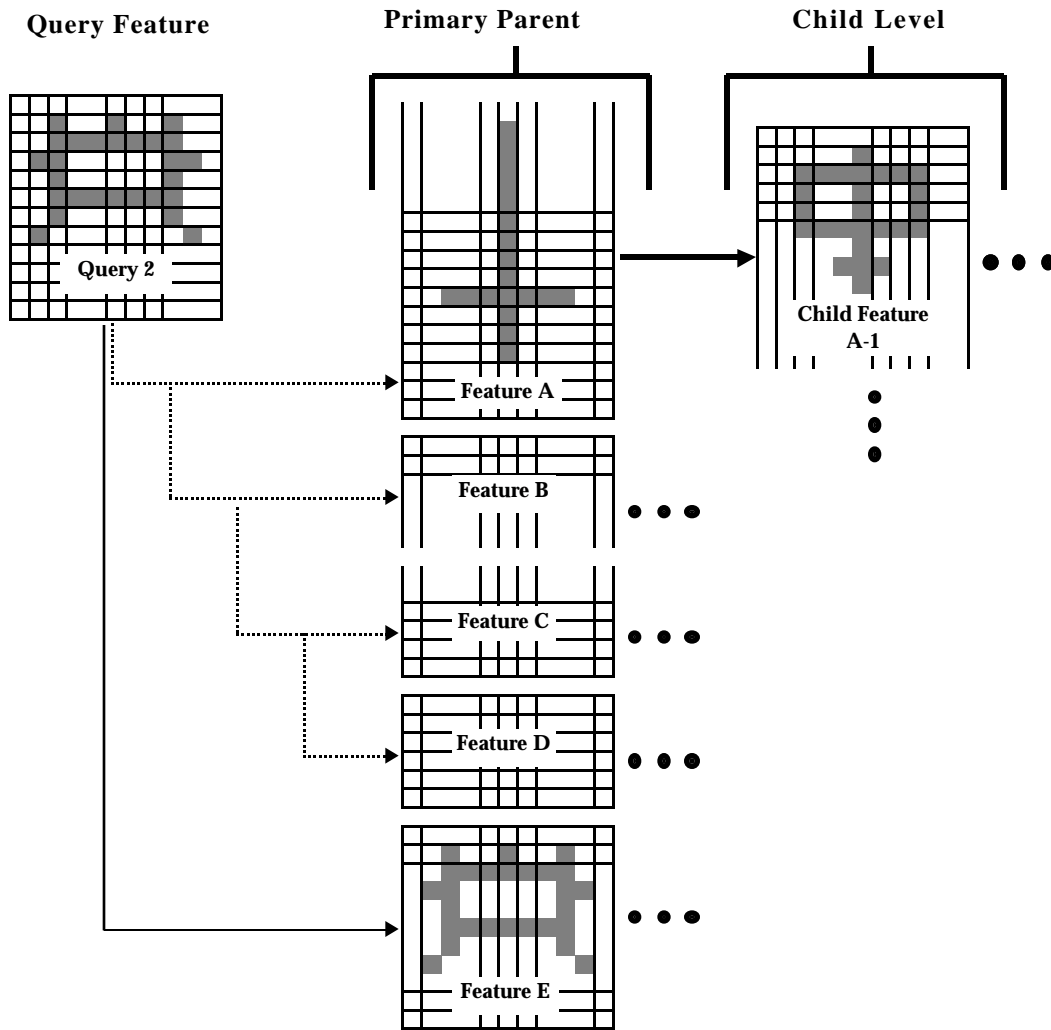 Query Feature
Primary Parent
Child Level
Query 2
Feature A
Child Feature
A-1
Feature B
Feature C
Feature D
Feature E